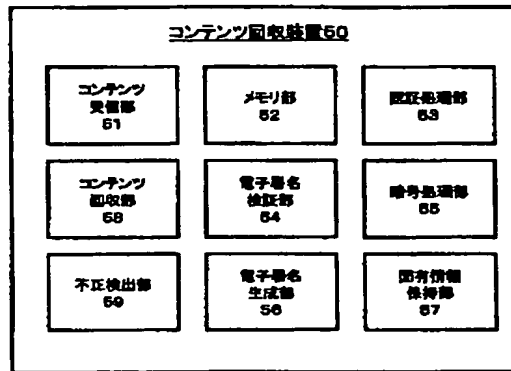 コンテンツ回収装置50
コンテンツ
受信部
51
メモリ部
52
認証処理部
53
コンテンツ
回収部
58
電子署名
検証部
54
暗号処理部
55
不正検出部
59
電子署名
生成部
56
固有情報
保持部
57